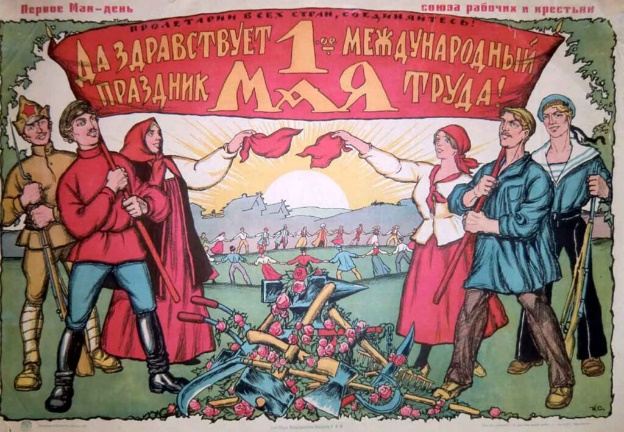 Первое Мая-день союза рабочих и крестьян
ПРОЛЕТАРИИ ВСЕХ СТРАН, СОЕДИНЯЙТЕСЬ!
ДА ЗДРАВСТВУЕТ 1-ое МЕЖДУНАРОДНЫЙ
ПРАЗДНИК МАЯ ТРУДА!